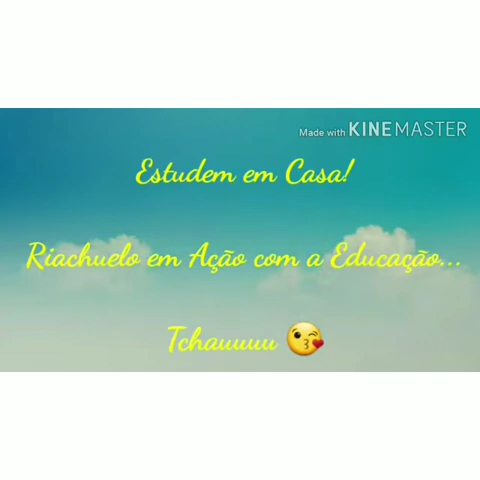 Made with KINEMASTER
Estudem em Casa!
Riachuelo em Ação com a Educação...
Tchauuuu 😘